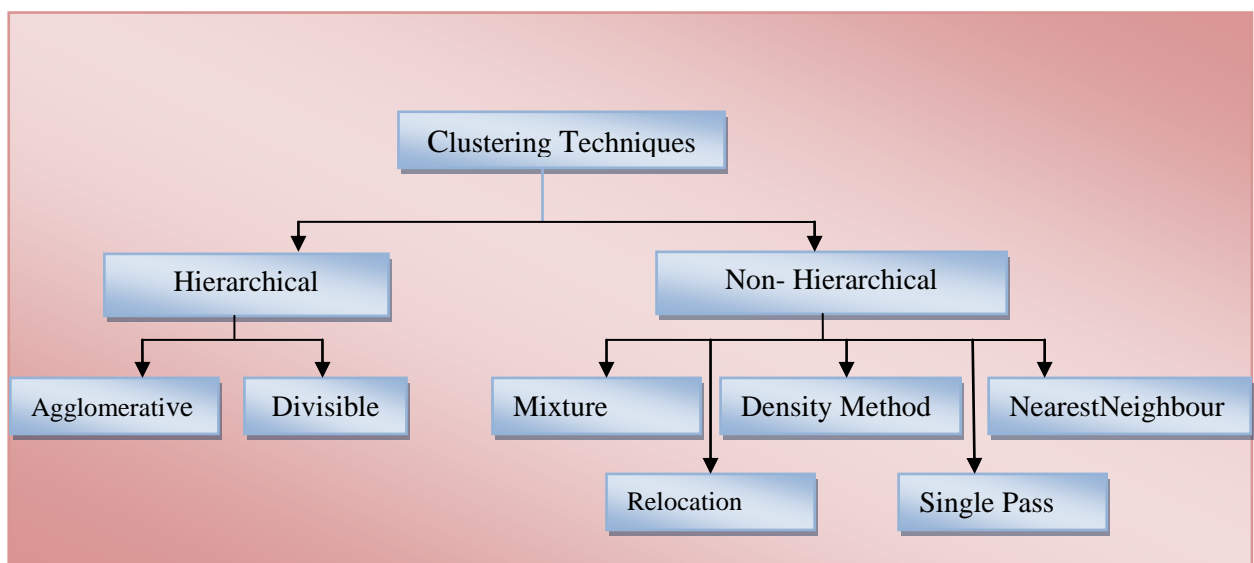 Clustering Techniques
Hierarchical
Non- Hierarchical
Agglomerative
Divisible
Mixture
Density Method
NearestNeighbour
Relocation
Single Pass